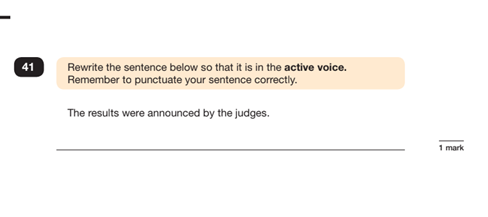 41
Rewrite the sentence below so that it is in the active voice.
Remember to punctuate your sentence correctly.
The results were announced by the judges.
1 mark